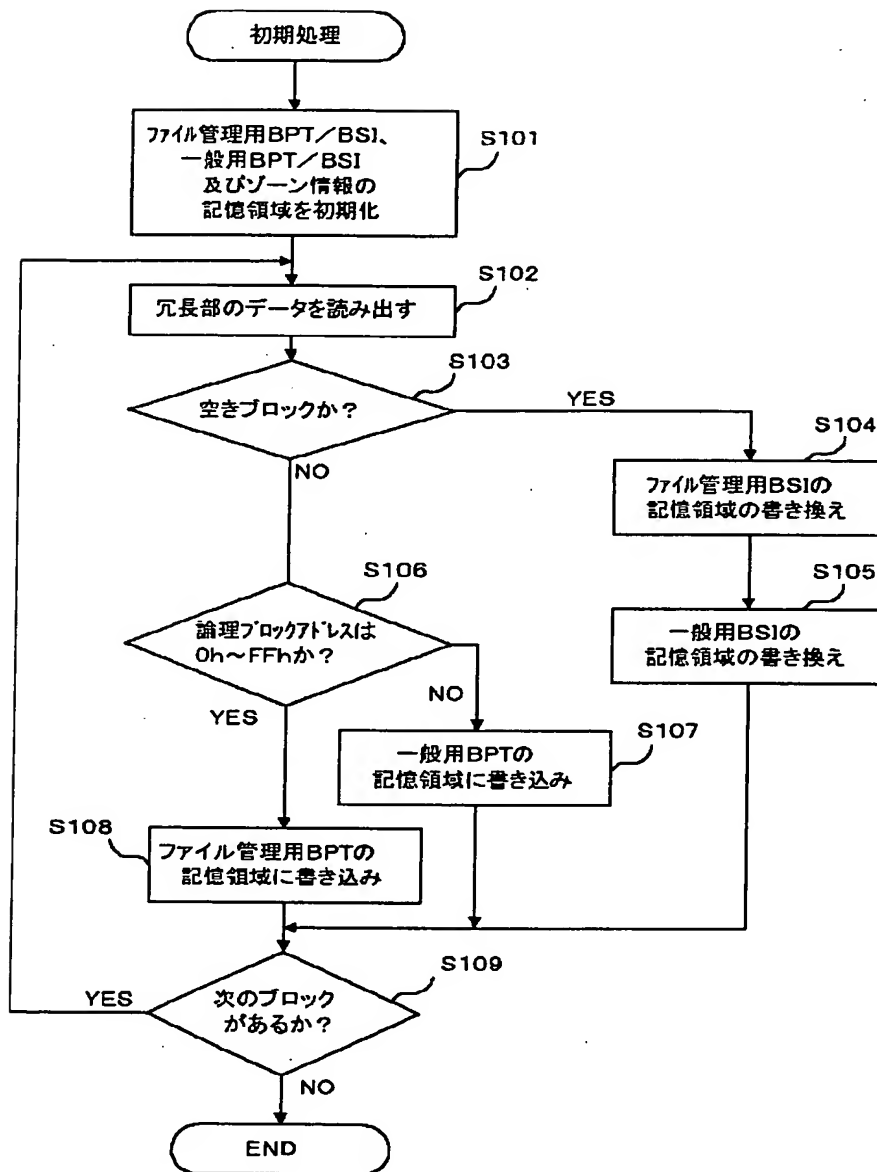 初期処理
ファイル管理用BPT／BSI、
一般用BPT／BSI
及びゾーン情報の
記憶領域を初期化
S101
S102
冗長部のデータを読み出す
S103
空きブロックか？
YES
NO
S104
ファイル管理用BSIの
記憶領域の書き換え
S105
一般用BSIの
記憶領域の書き換え
S106
論理ブロックアドレスは
0h～FFhか？
NO
YES
S107
一般用BPTの
記憶領域に書き込み
S108
ファイル管理用BPTの
記憶領域に書き込み
S109
YES
次のブロック
があるか？
NO
END